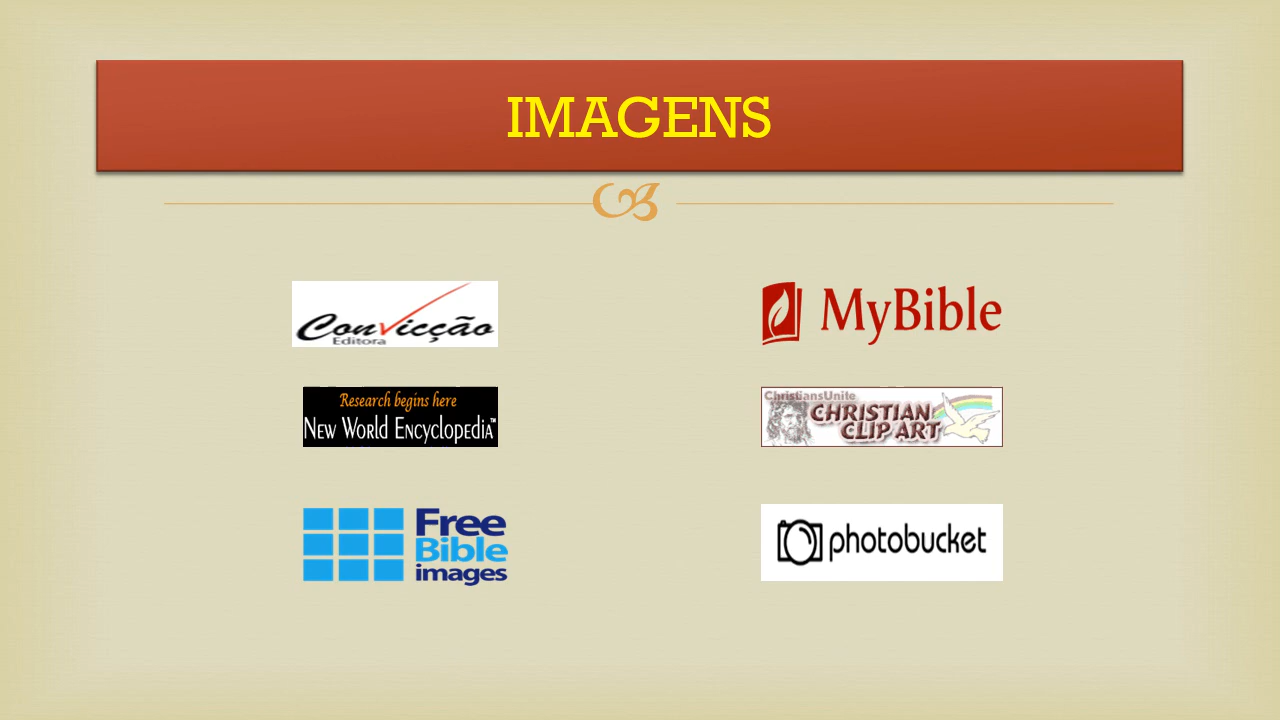 IMAGENS
Convicção
Editora
MyBible
Research begins here
New World Encyclopedia™
ChristiansUnite
CHRISTIAN
CLIP ART
Free
Bible
images
photobucket